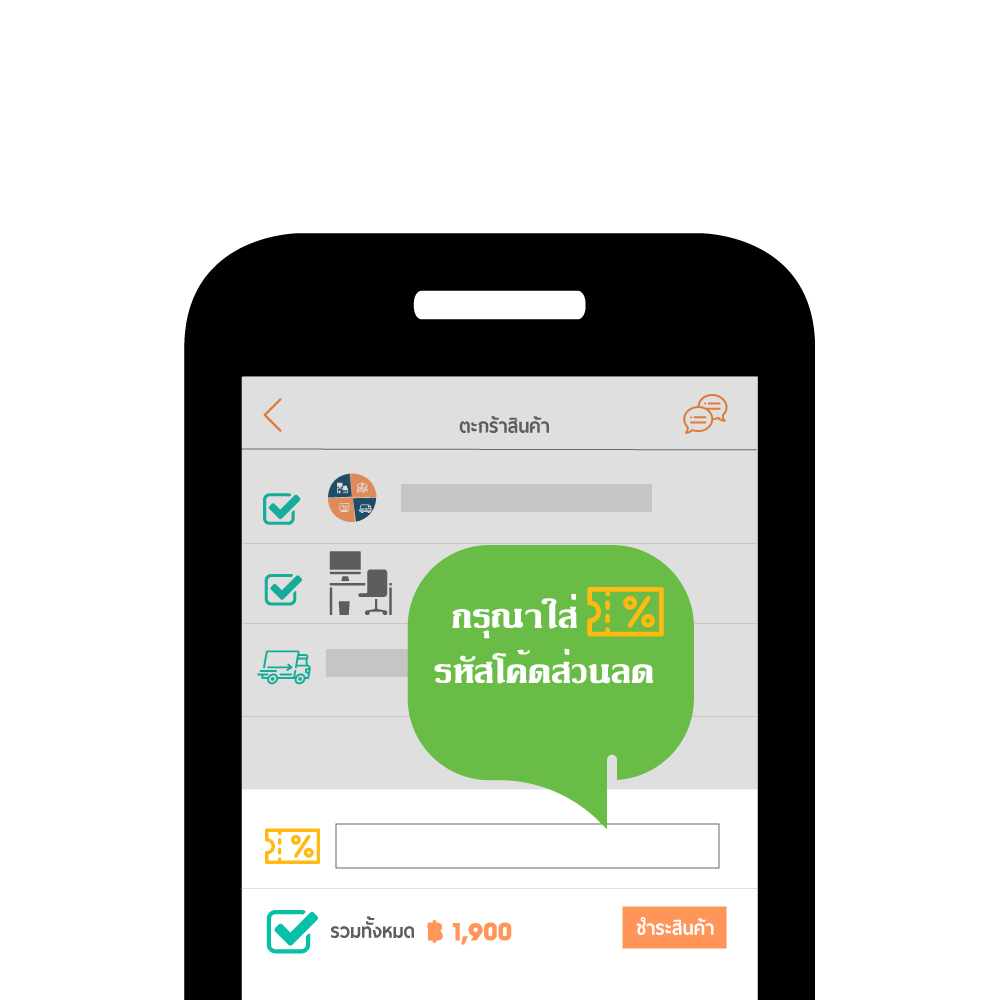 ตะกร้าสินค้า
กรุณาใส่ %
รหัสโค้ดส่วนลด
%
รวมทั้งหมด ฿ 1,900
ชำระสินค้า